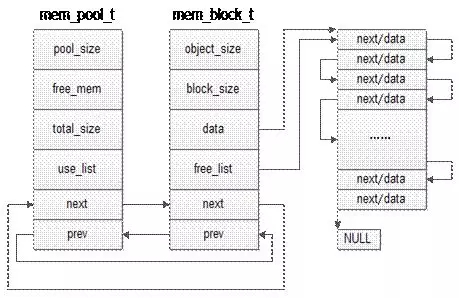 mem_pool_t
pool_size
free_mem
total_size
use_list
next
prev
mem_block_t
object_size
block_size
data
free_list
next
prev
next/data
next/data
next/data
next/data
......
next/data
next/data
NULL